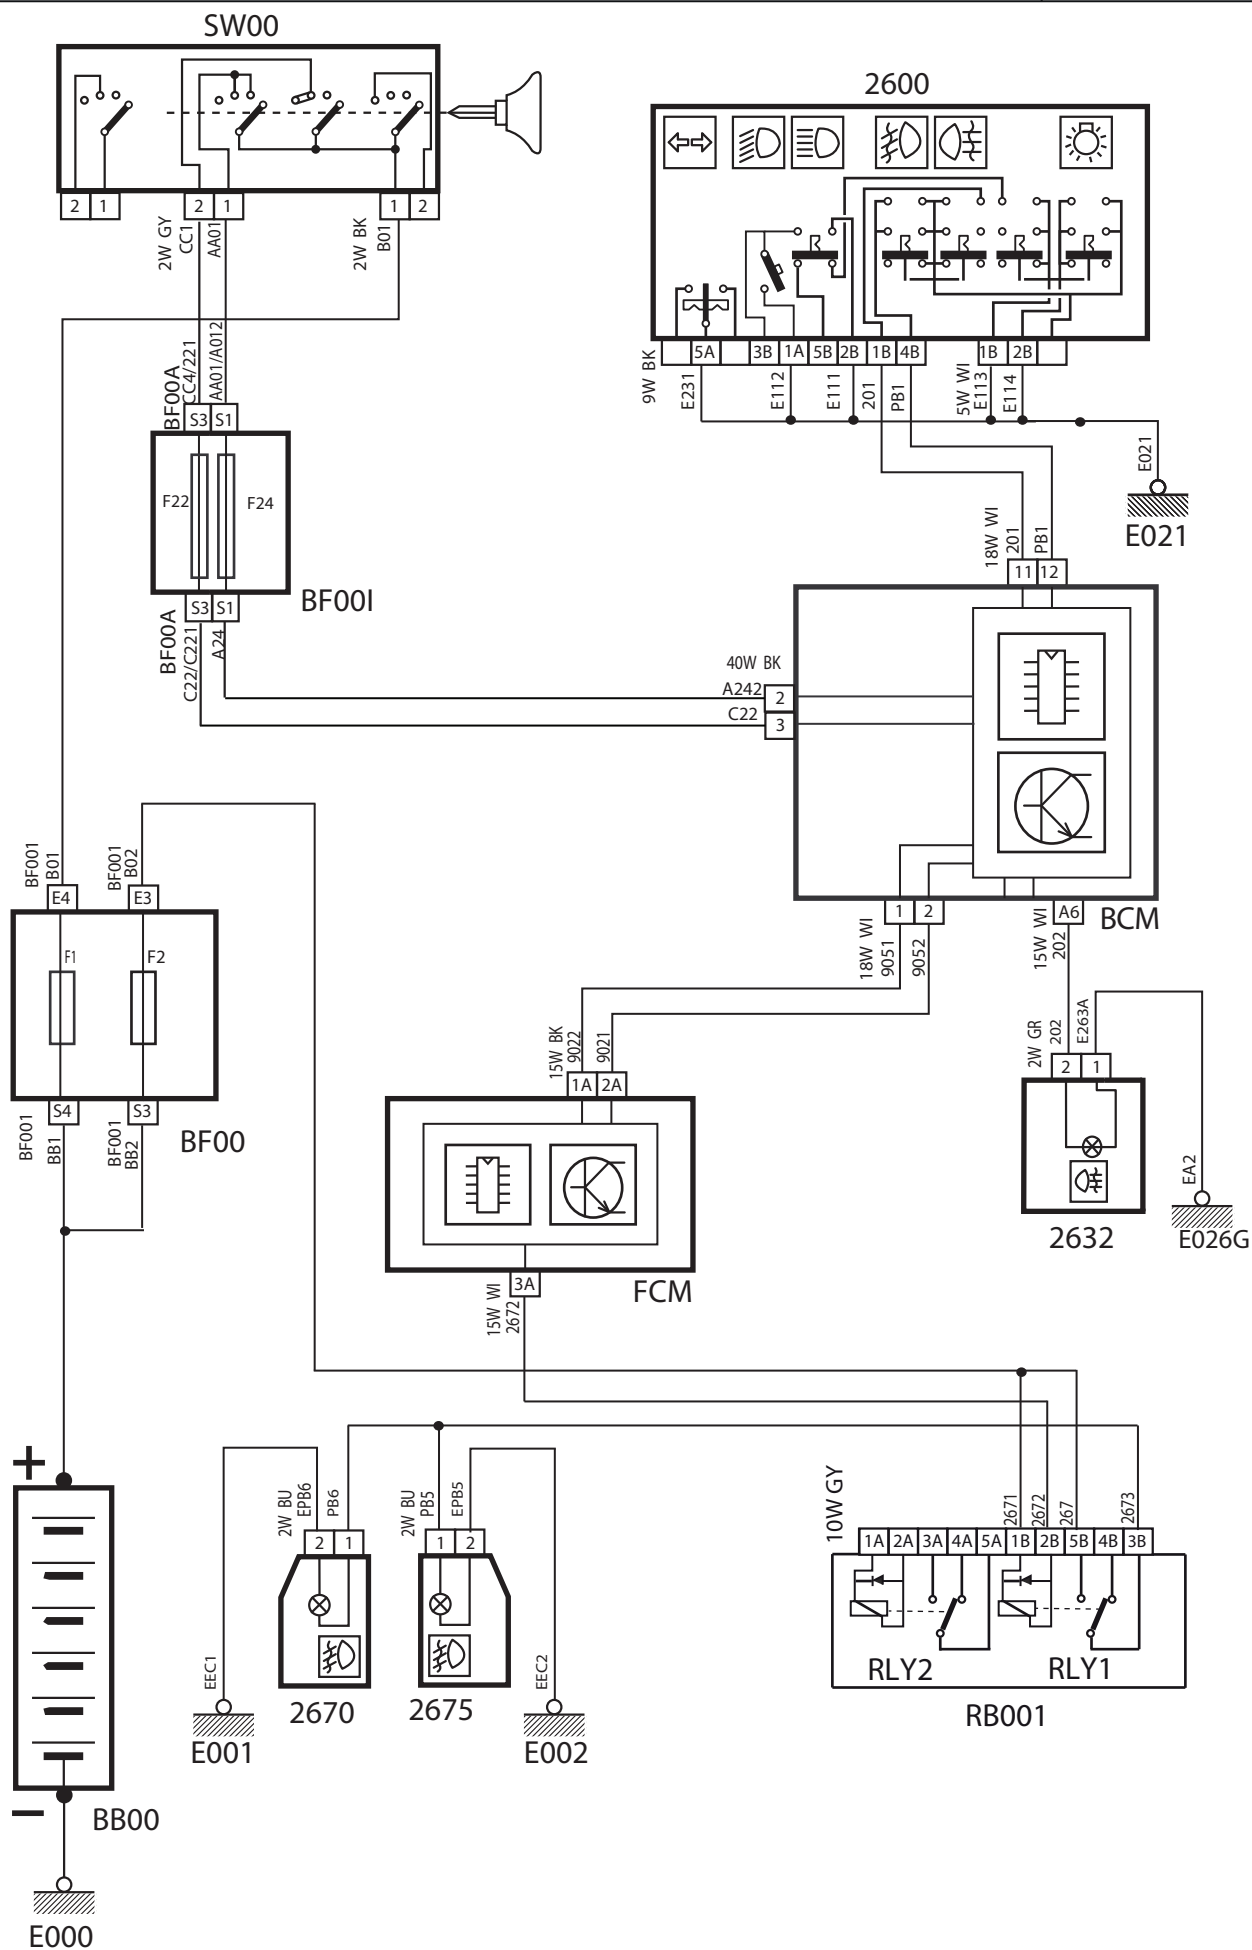 SW00
2 1
2 1
1 2
2W GY
CC1
AA01
2W BK
B01
2600
5A
3B 1A 5B 2B 1B 4B
1B 2B
9W BK
E231
E112
E111
201
PB1
5W WI
E113
E114
E021
E021
BF00A
CC4/221
AA01/A012
S3 S1
F22
F24
BF00I
S3 S1
BF00A
C22/C221
A24
18W WI
201
PB1
11 12
40W BK
A242
2
C22
3
BCM
1 2
A6
18W WI
9051
9052
15W WI
202
BF001
B01
BF001
B02
E4
E3
F1
F2
S4
S3
BF00
BF001
BB1
BF001
BB2
15W BK
9022
9021
1A 2A
FCM
3A
15W WI
2672
2W GR
202
E263A
2 1
2632
EA2
E026G
+
−
BB00
E000
2W BU
EPB6
PB6
2 1
2670
EEC1
E001
2W BU
PB5
EPB5
1 2
2675
EEC2
E002
10W GY
2671
2672
267
2673
1A 2A 3A 4A 5A 1B 2B 5B 4B 3B
RLY2
RLY1
RB001